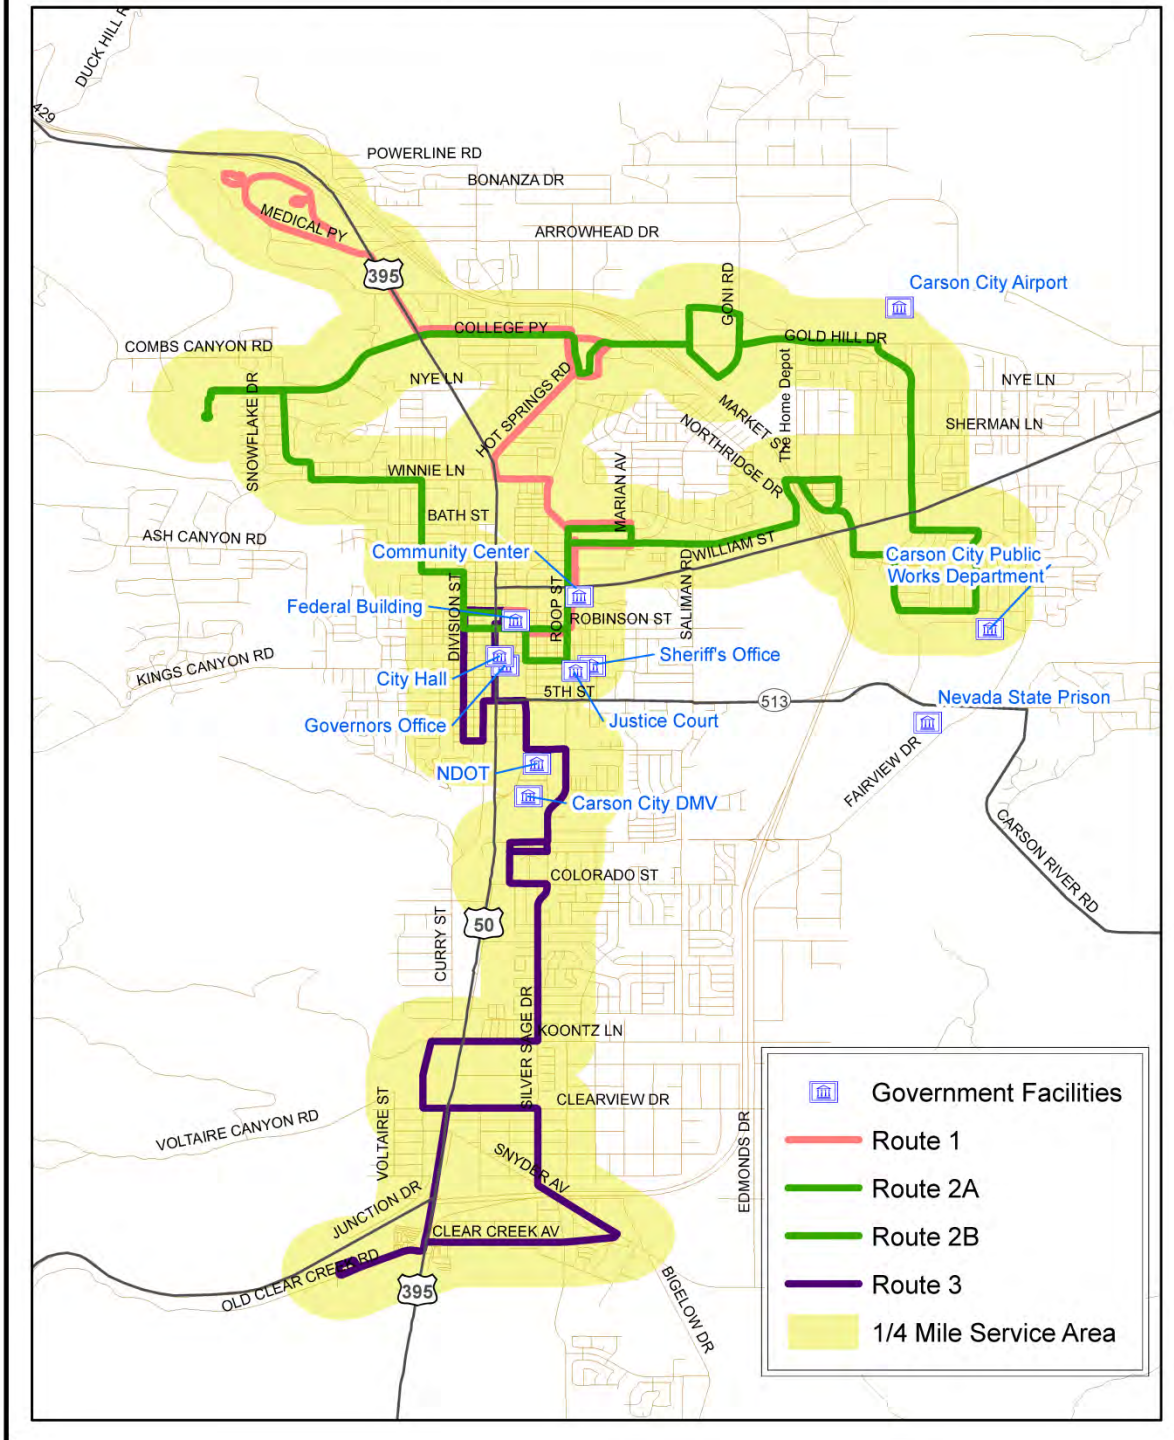 DUCK HILL R
429
POWERLINE RD
BONANZA DR
MEDICAL PY
ARROWHEAD DR
395
GONI RD
Carson City Airport
COLLEGE PY
GOLD HILL DR
COMBS CANYON RD
NYE LN
NYE LN
SNOWFLAKE DR
HOT SPRINGS RD
The Home Depot
MARKET ST
SHERMAN LN
NORTHRIDGE DR
WINNIE LN
MARIAN AV
BATH ST
ASH CANYON RD
WILLIAM ST
Community Center
Carson City Public
Works Department
SALIMAN RD
DIVISION ST
ROOP ST
Federal Building
ROBINSON ST
KINGS CANYON RD
City Hall
Sheriff's Office
5TH ST
513
Nevada State Prison
Governors Office
Justice Court
FAIRVIEW DR
NDOT
Carson City DMV
CARSON RIVER RD
COLORADO ST
50
CURRY ST
SILVER SAGE DR
KOONTZ LN
CLEARVIEW DR
VOLTAIRE ST
VOLTAIRE CANYON RD
EDMONDS DR
SNYDER AV
JUNCTION DR
CLEAR CREEK AV
OLD CLEAR CREEK RD
395
BIGELOW DR
Government Facilities
Route 1
Route 2A
Route 2B
Route 3
1/4 Mile Service Area